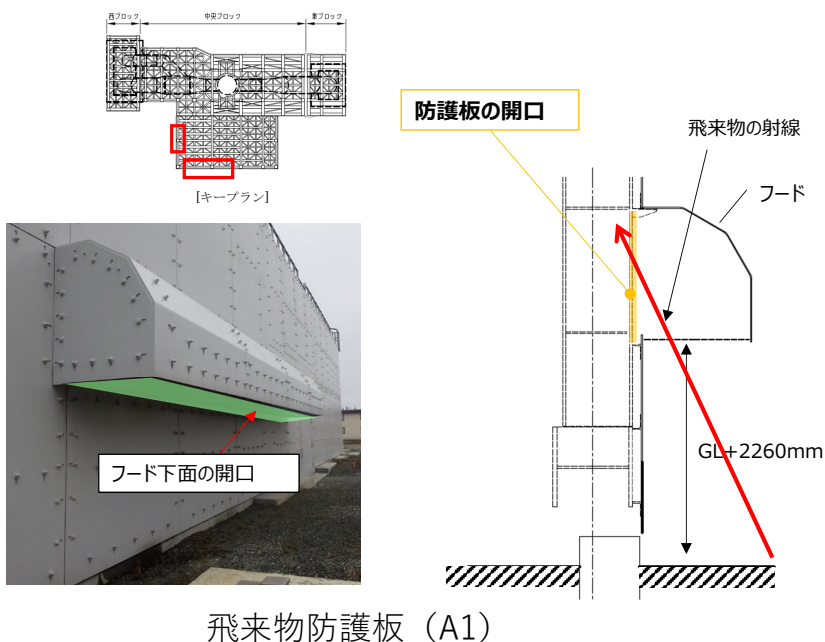 西ブロック
中央ブロック
東ブロック
[キープラン]
防護板の開口
飛来物の射線
フード
フード下面の開口
GL+2260mm
飛来物防護板（A1）